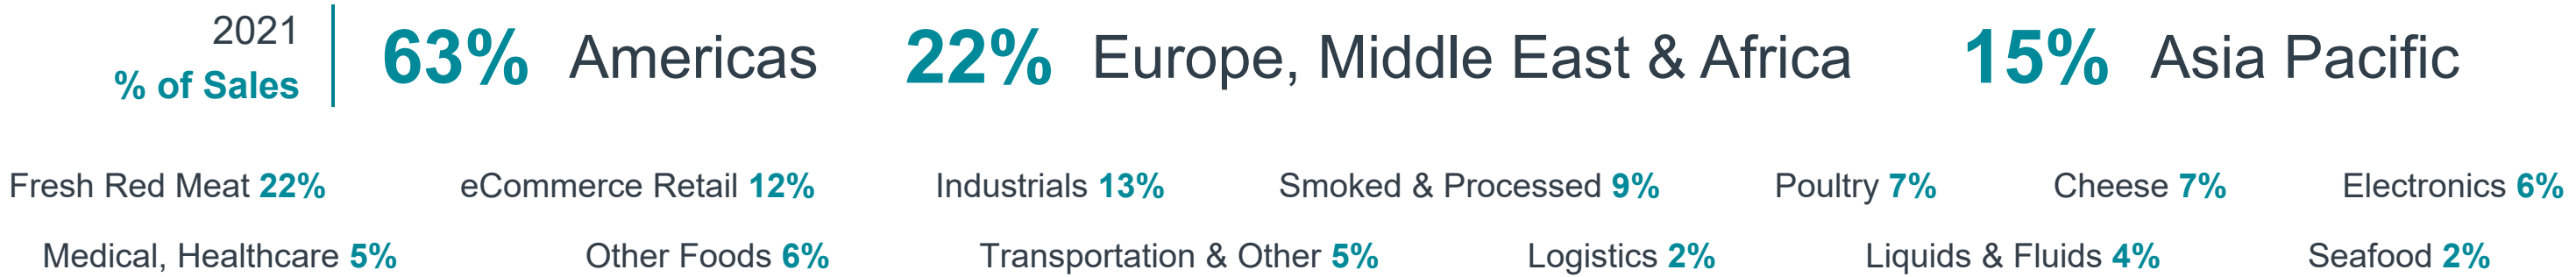 2021
% of Sales
63% Americas 22% Europe, Middle East & Africa 15% Asia Pacific
Fresh Red Meat 22% eCommerce Retail 12% Industrials 13% Smoked & Processed 9% Poultry 7% Cheese 7% Electronics 6%
Medical, Healthcare 5% Other Foods 6% Transportation & Other 5% Logistics 2% Liquids & Fluids 4% Seafood 2%